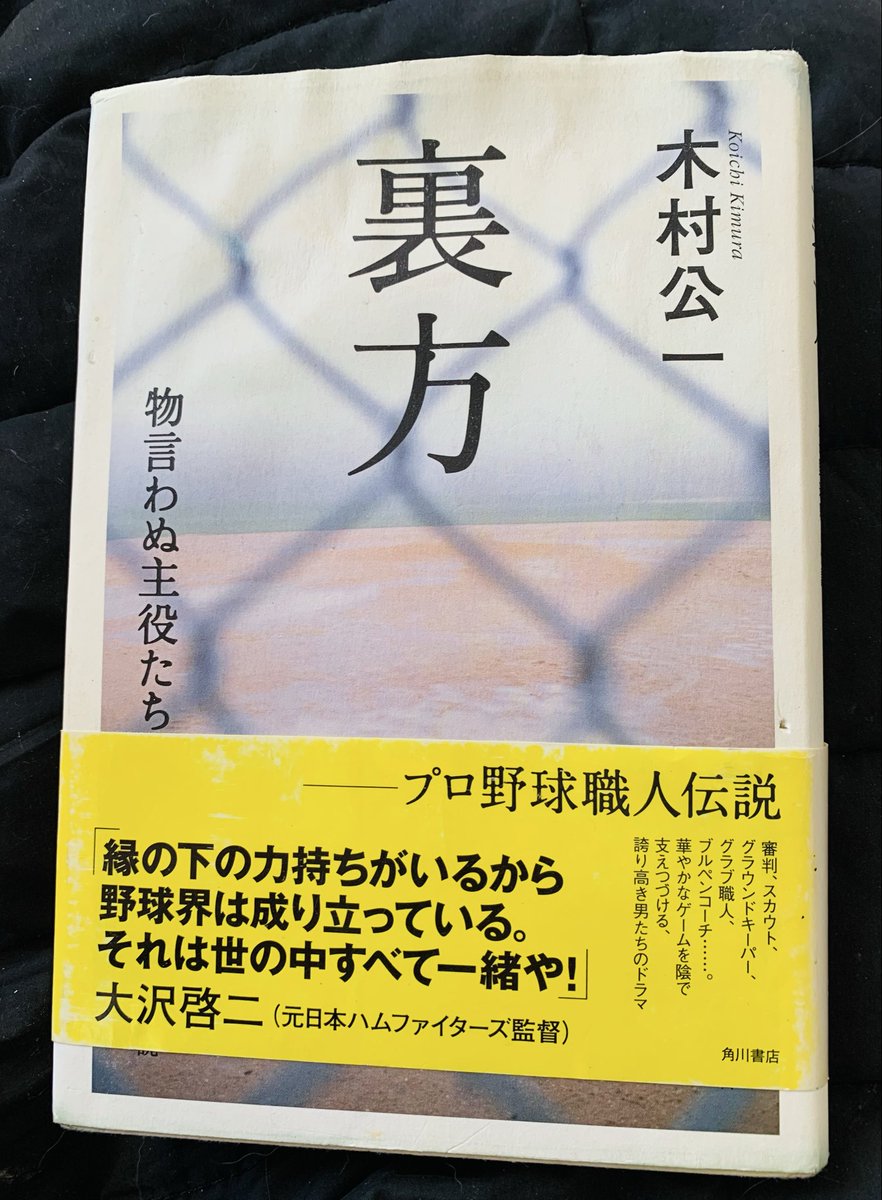 木村公一
Koichi Kimura
裏方
物言わぬ主役たち
——プロ野球職人伝説
審判、スカウト、
グラウンドキーパー、
グラブ職人、
ブルペンコーチ……。
華やかなゲームを陰で
支えつづける、
誇り高き男たちのドラマ
「縁の下の力持ちがいるから
野球界は成り立っている。
それは世の中すべて一緒や!」
大沢啓二(元日本ハムファイターズ監督)
角川書店
説